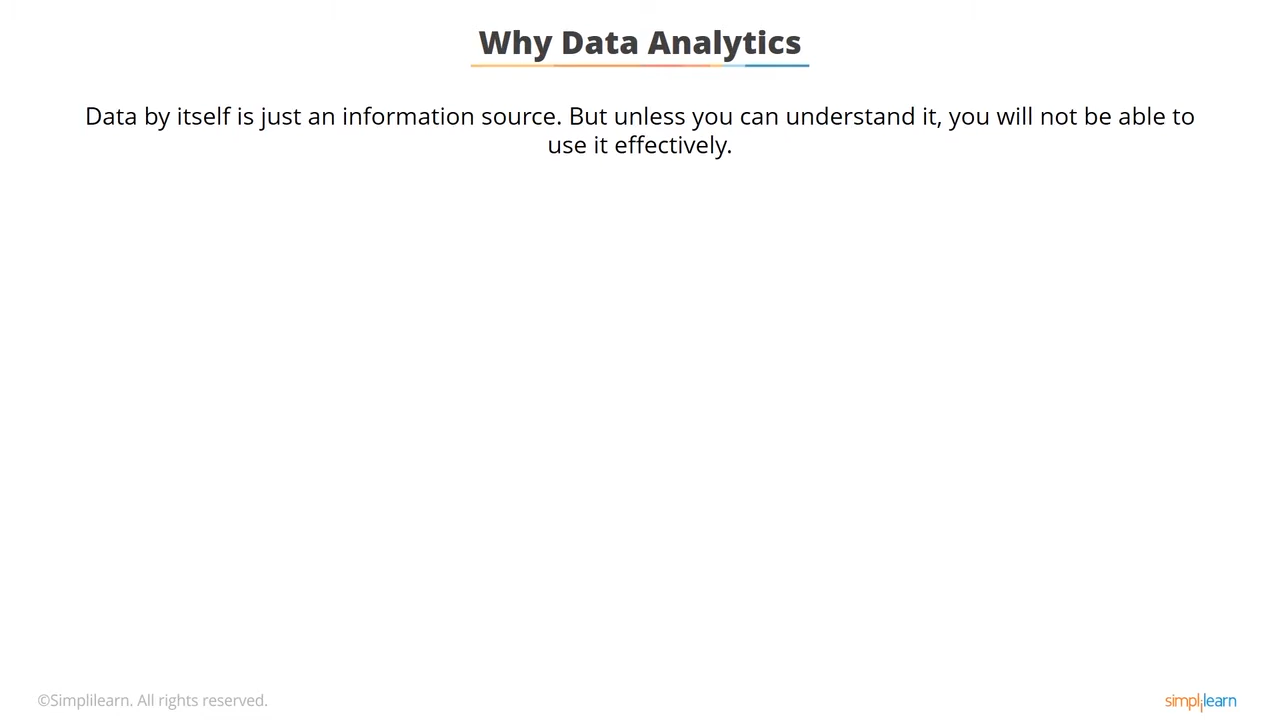 Why Data Analytics
Data by itself is just an information source. But unless you can understand it, you will not be able to
use it effectively.
©Simplilearn. All rights reserved.
simplilearn